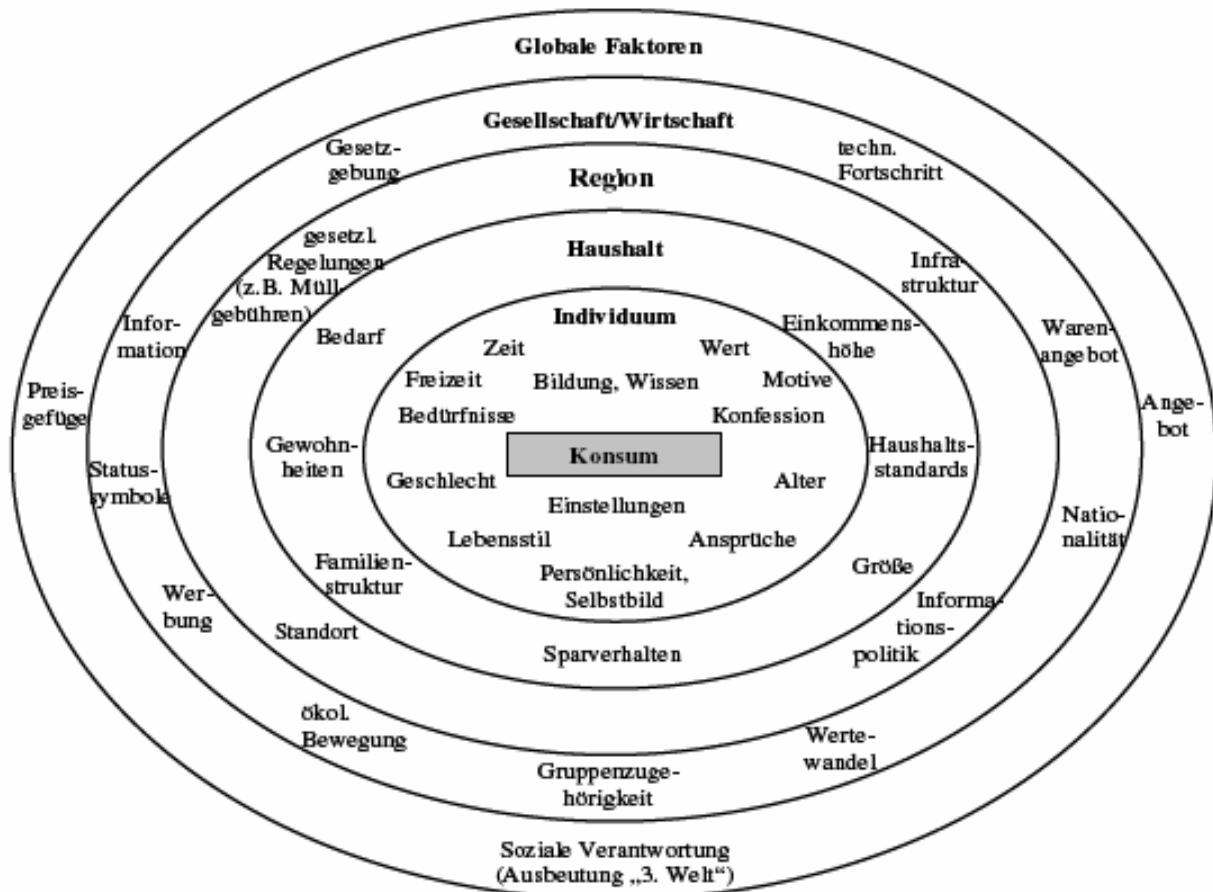 Globale Faktoren
Gesellschaft/Wirtschaft
Gesetz-
gebung
techn.
Fortschritt
Region
gesetzl.
Regelungen
(z.B. Müll-
gebühren)
Haushalt
Infra-
struktur
Infor-
mation
Bedarf
Individuum
Einkommens-
höhe
Waren-
angebot
Zeit
Wert
Freizeit
Bildung, Wissen
Motive
Preis-
gefüge
Bedürfnisse
Konfession
Ange-
bot
Gewohn-
heiten
Konsum
Haushalts-
standards
Status-
symbole
Geschlecht
Alter
Einstellungen
Natio-
nalität
Lebensstil
Ansprüche
Familien-
struktur
Persönlichkeit,
Selbstbild
Größe
Wer-
bung
Standort
Sparverhalten
Informa-
tions-
politik
ökol.
Bewegung
Werte-
wandel
Gruppenzuge-
hörigkeit
Soziale Verantwortung
(Ausbeutung „3. Welt“)